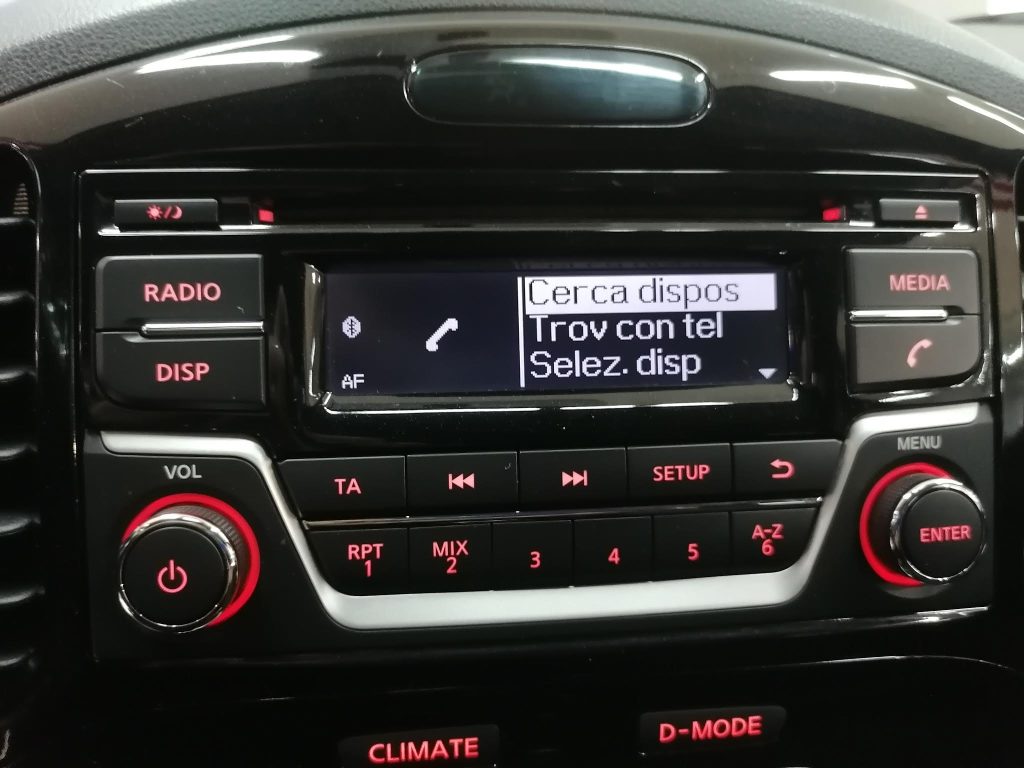 RADIO
DISP
AF
Cerca dispos
Trov con tel
Selez. disp
MEDIA
VOL
MENU
TA
SETUP
RPT
1
MIX
2
3
4
5
A-Z
6
ENTER
CLIMATE
D-MODE